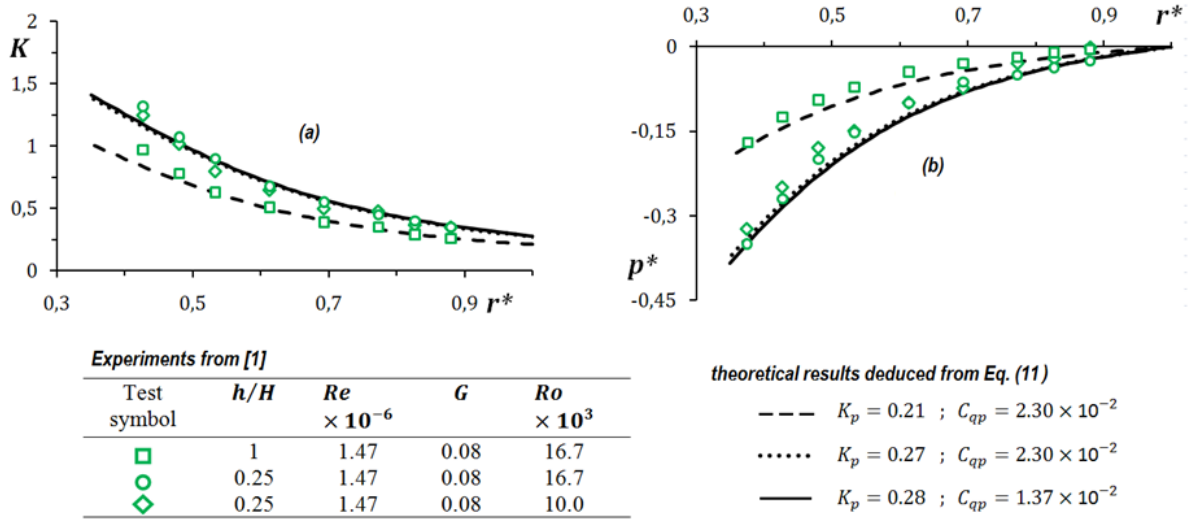 2
K
1,5
1
0,5
0
0,3
0,5
0,7
0,9
r*
(a)
0,3
0,5
0,7
0,9
r*
0
-0,15
-0,3
p*
-0,45
(b)
Experiments from [1]
Test symbol h/H Re × 10⁻⁶ G Ro × 10³
1 1.47 0.08 16.7
0.25 1.47 0.08 16.7
0.25 1.47 0.08 10.0
theoretical results deduced from Eq. (11)
K_p = 0.21 ; C_qp = 2.30 × 10⁻²
K_p = 0.27 ; C_qp = 2.30 × 10⁻²
K_p = 0.28 ; C_qp = 1.37 × 10⁻²